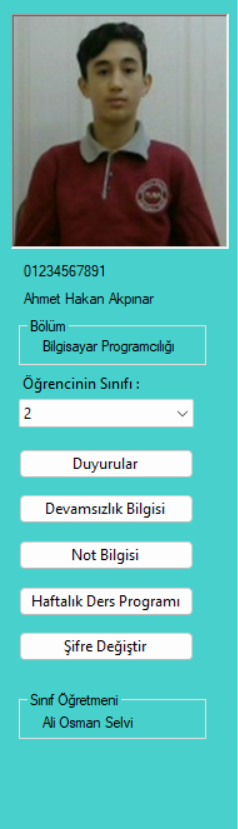 01234567891
Ahmet Hakan Akpınar
Bölüm
Bilgisayar Programcılığı
Öğrencinin Sınıfı :
2
Duyurular
Devamsızlık Bilgisi
Not Bilgisi
Haftalık Ders Programı
Şifre Değiştir
Sınıf Öğretmeni
Ali Osman Selvi